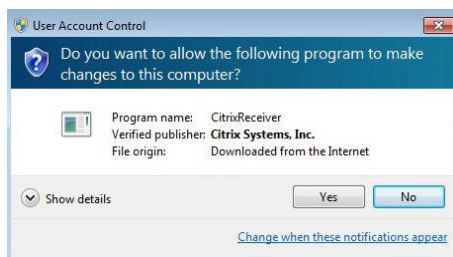 User Account Control
Do you want to allow the following program to make
changes to this computer?
Program name: CitrixReceiver
Verified publisher: Citrix Systems, Inc.
File origin: Downloaded from the Internet
Show details
Yes
No
Change when these notifications appear